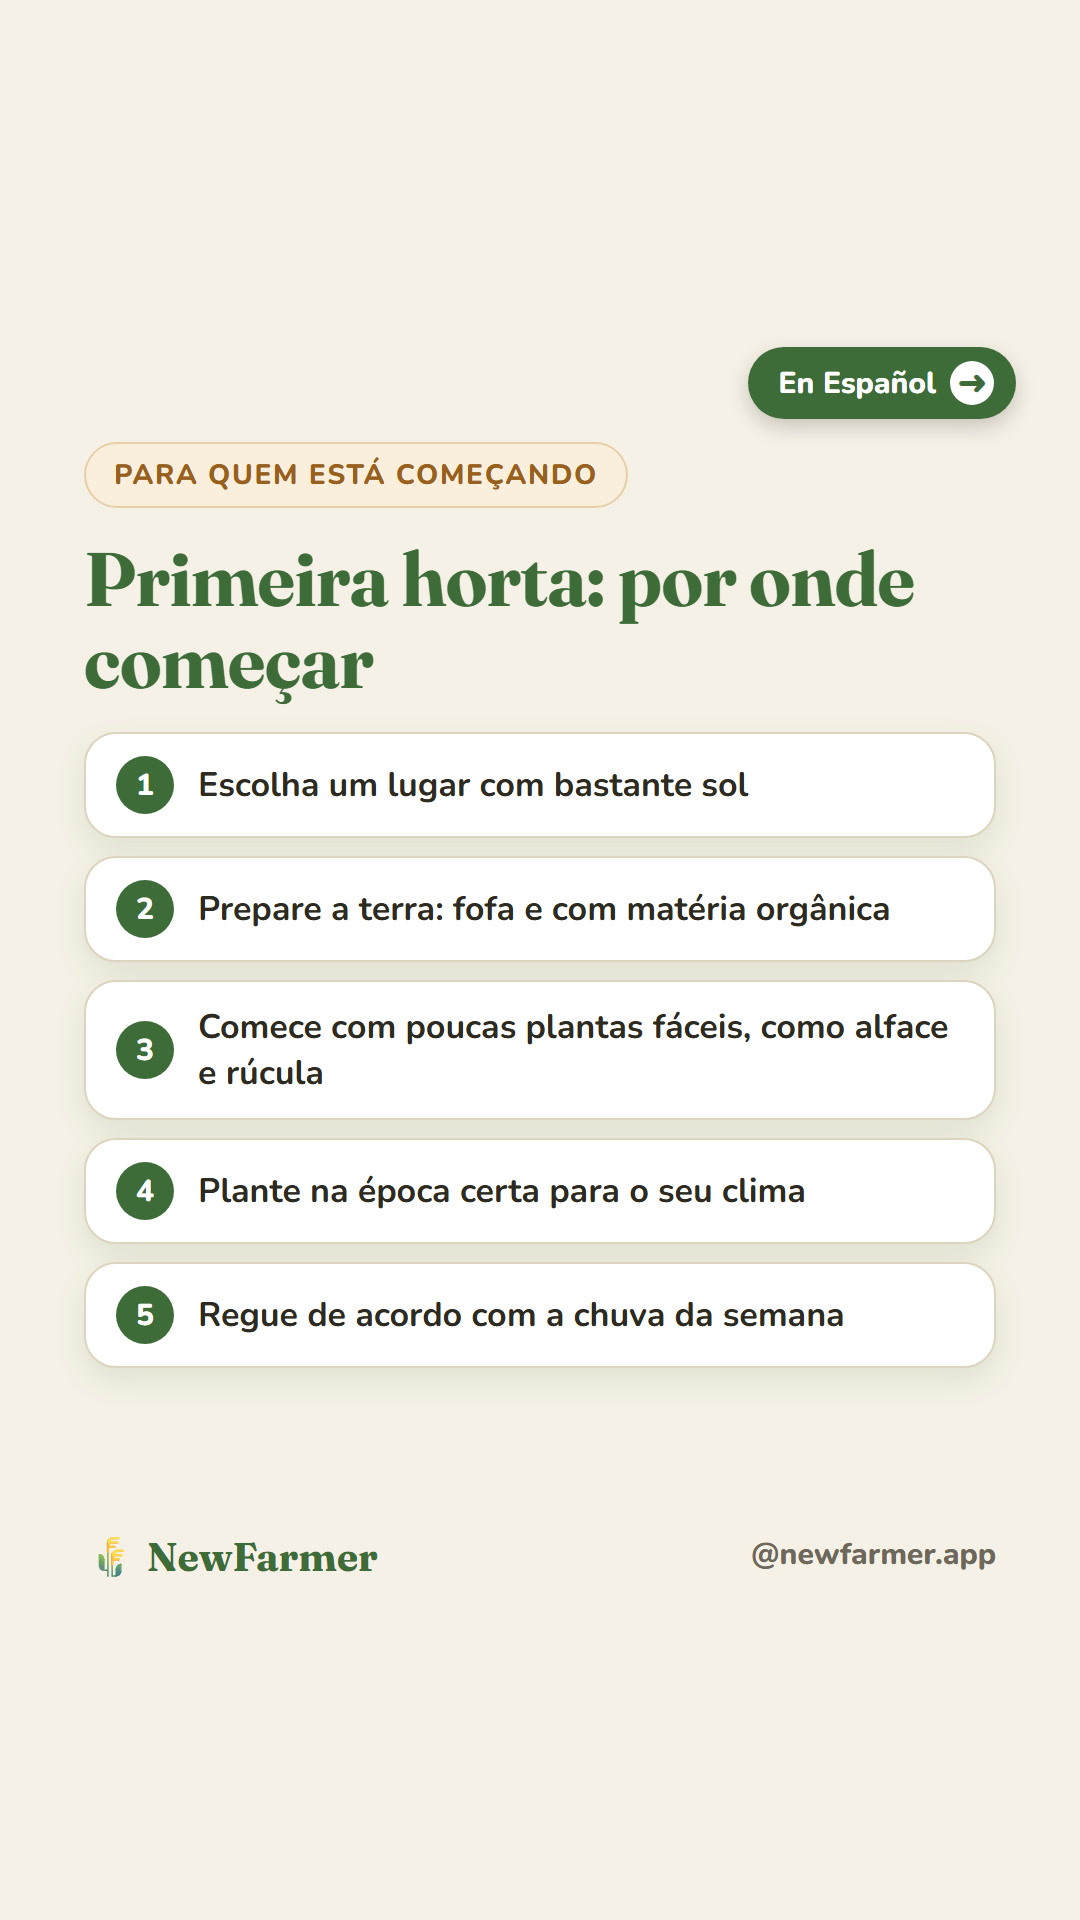 En Español
PARA QUEM ESTÁ COMEÇANDO
Primeira horta: por onde
começar
1 Escolha um lugar com bastante sol
2 Prepare a terra: fofa e com matéria orgânica
3 Comece com poucas plantas fáceis, como alface
e rúcula
4 Plante na época certa para o seu clima
5 Regue de acordo com a chuva da semana
NewFarmer
@newfarmer.app